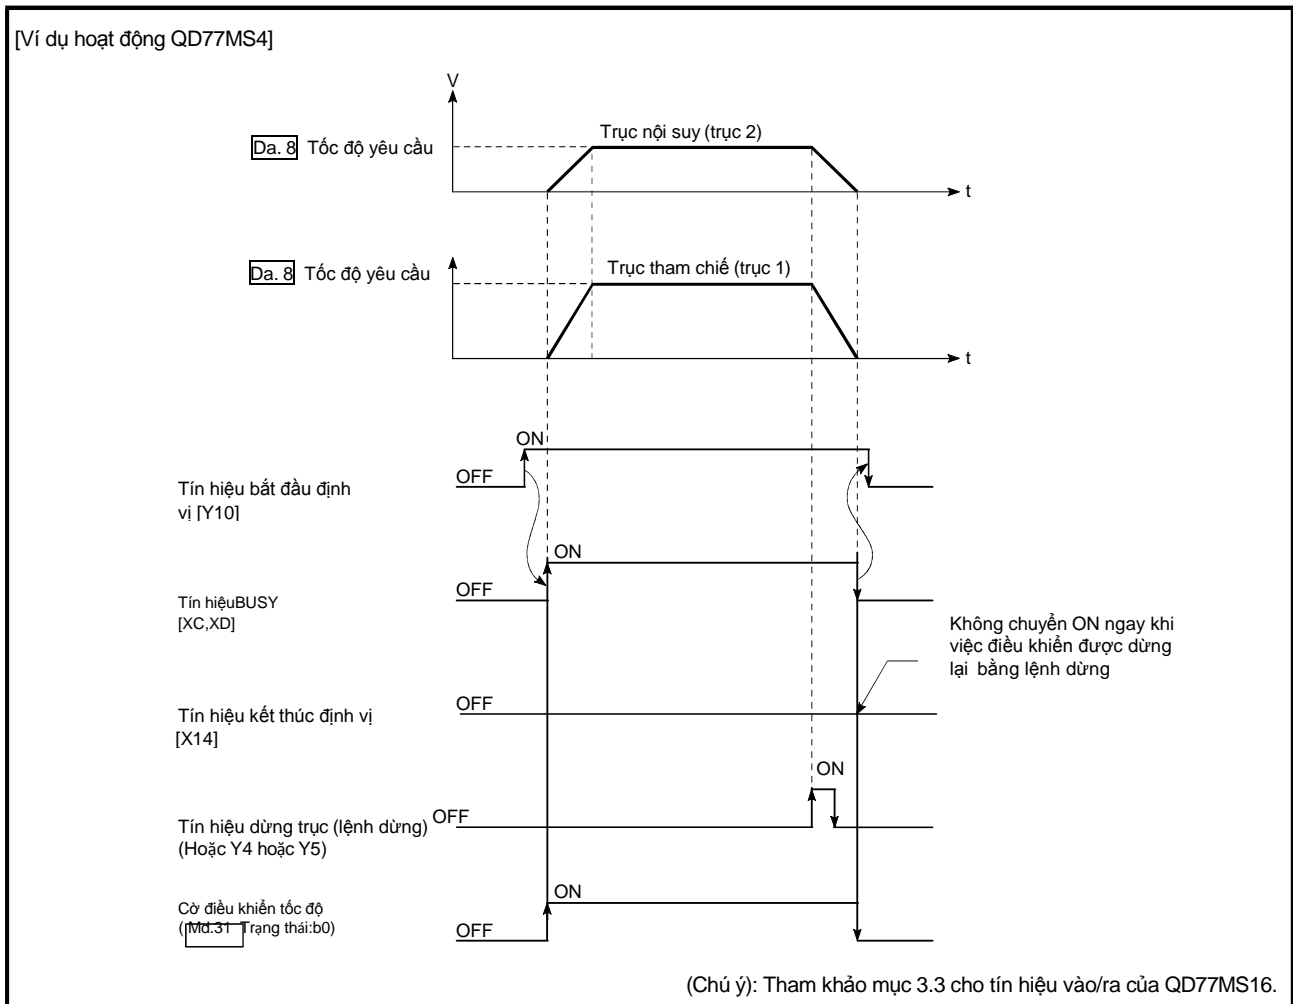 [Ví dụ hoạt động QD77MS4]
V
Trục nội suy (trục 2)
Da. 8 Tốc độ yêu cầu
t
Trục tham chiế (trục 1)
Da. 8 Tốc độ yêu cầu
t
ON
OFF
Tín hiệu bắt đầu định
vị [Y10]
ON
OFF
Tín hiệuBUSY
[XC,XD]
Không chuyển ON ngay khi
việc điều khiển được dừng
lại bằng lệnh dừng
OFF
Tín hiệu kết thúc định vị
[X14]
ON
OFF
Tín hiệu dừng trục (lệnh dừng)
(Hoặc Y4 hoặc Y5)
ON
Cờ điều khiển tốc độ
( Md.31 Trạng thái:b0)
OFF
(Chú ý): Tham khảo mục 3.3 cho tín hiệu vào/ra của QD77MS16.